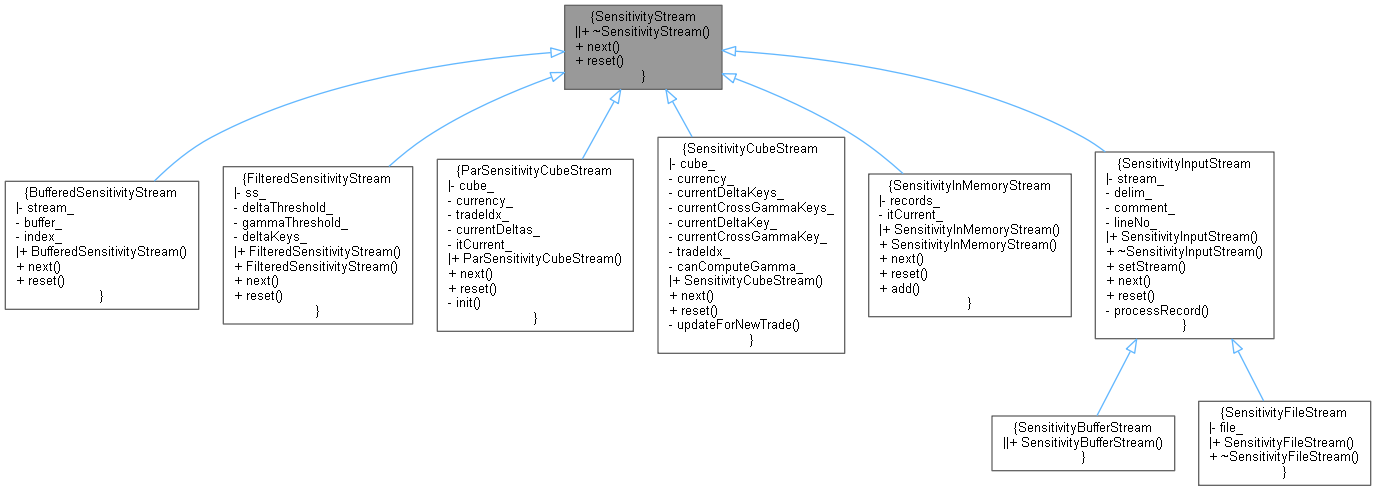 {SensitivityStream
||+ ~SensitivityStream()
+ next()
+ reset()
}
{BufferedSensitivityStream
|- stream_
- buffer_
- index_
|+ BufferedSensitivityStream()
+ next()
+ reset()
}
{FilteredSensitivityStream
|- ss_
- deltaThreshold_
- gammaThreshold_
- deltaKeys_
|+ FilteredSensitivityStream()
+ FilteredSensitivityStream()
+ next()
+ reset()
}
{ParSensitivityCubeStream
|- cube_
- currency_
- tradeIdx_
- currentDeltas_
- itCurrent_
|+ ParSensitivityCubeStream()
+ next()
+ reset()
- init()
}
{SensitivityCubeStream
|- cube_
- currency_
- currentDeltaKeys_
- currentCrossGammaKeys_
- currentDeltaKey_
- currentCrossGammaKey_
- tradeIdx_
- canComputeGamma_
|+ SensitivityCubeStream()
+ next()
+ reset()
- updateForNewTrade()
}
{SensitivityInMemoryStream
|- records_
- itCurrent_
|+ SensitivityInMemoryStream()
+ SensitivityInMemoryStream()
+ next()
+ reset()
+ add()
}
{SensitivityInputStream
|- stream_
- delim_
- comment_
- lineNo_
|+ SensitivityInputStream()
+ ~SensitivityInputStream()
+ setStream()
+ next()
+ reset()
- processRecord()
}
{SensitivityBufferStream
||+ SensitivityBufferStream()
}
{SensitivityFileStream
|- file_
|+ SensitivityFileStream()
+ ~SensitivityFileStream()
}